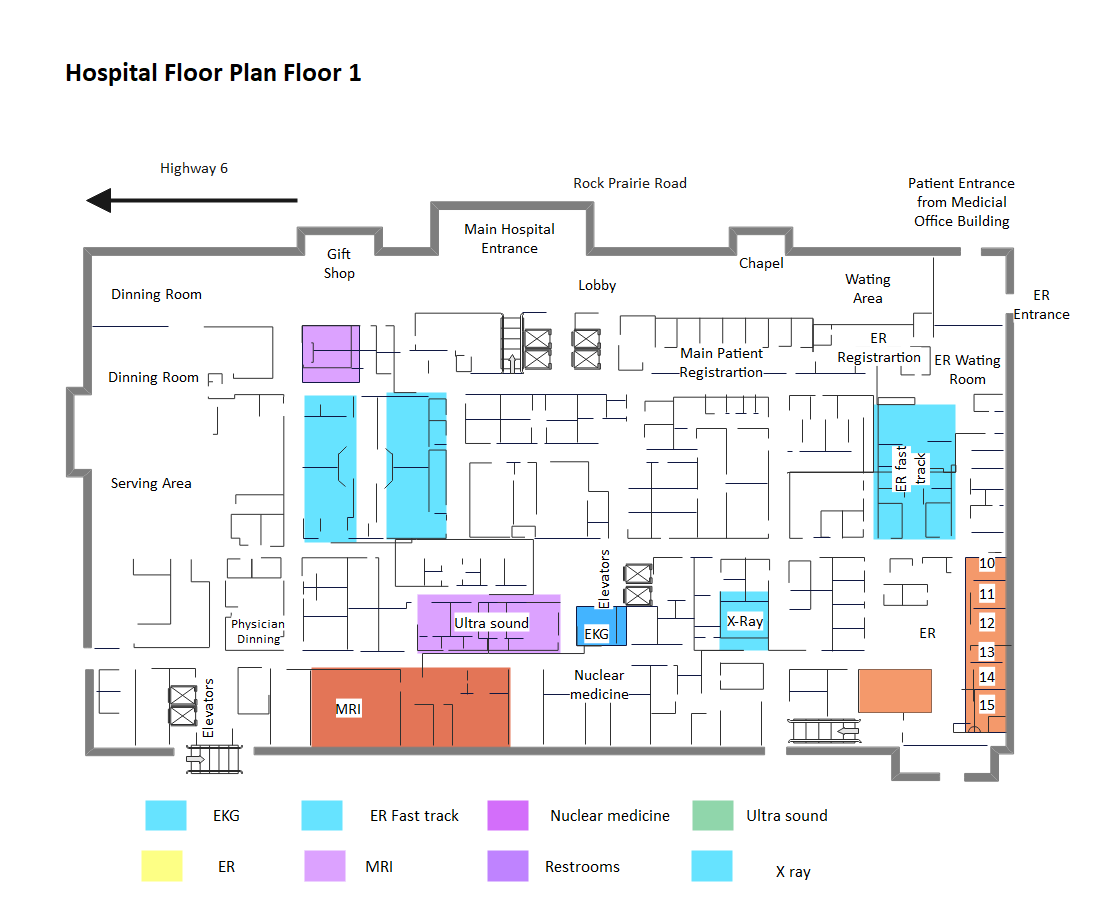 Hospital Floor Plan Floor 1
Highway 6
Rock Prairie Road
Patient Entrance
from Medicial
Office Building
Main Hospital
Entrance
Gift
Shop
Chapel
Lobby
Wating
Area
Dinning Room
ER
Entrance
ER
Registrartion
Main Patient
Registrartion
ER Wating
Room
Dinning Room
Serving Area
ER fast
track
Elevators
10
11
12
13
14
15
Physician
Dinning
Ultra sound
EKG
X-Ray
ER
Nuclear
medicine
MRI
Elevators
EKG
ER Fast track
Nuclear medicine
Ultra sound
ER
MRI
Restrooms
X ray